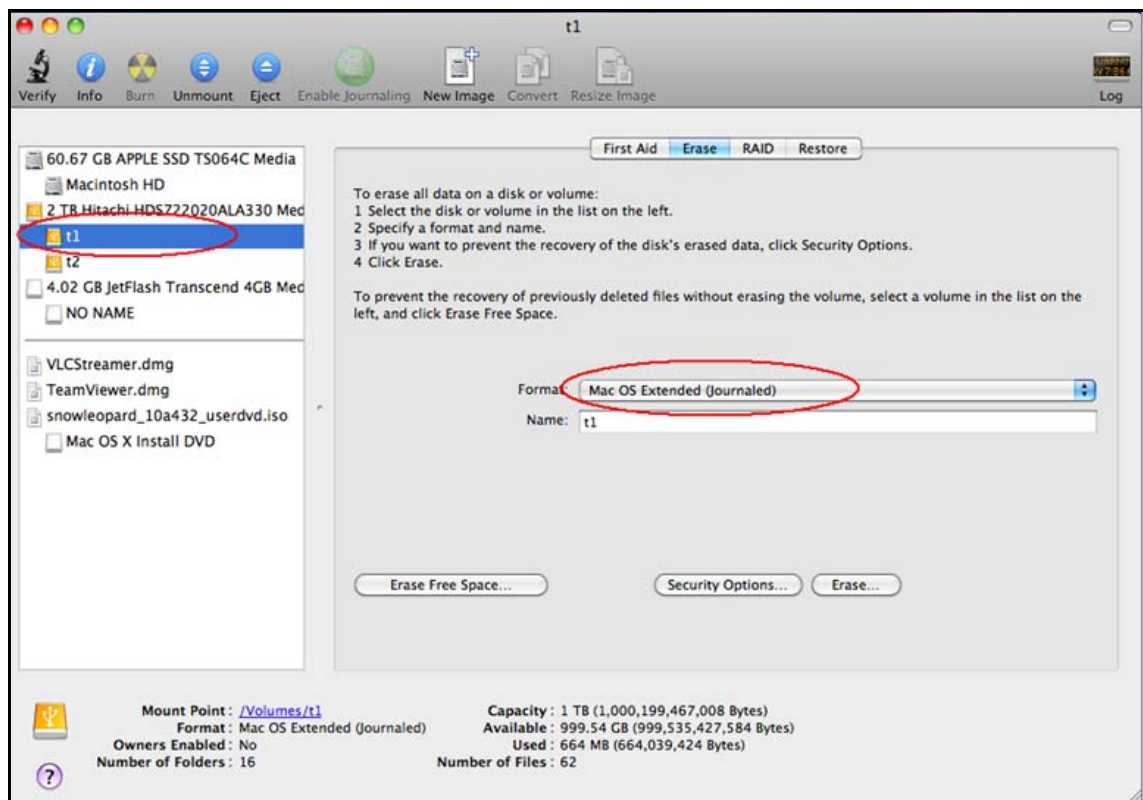 t1
Verify Info Burn Unmount Eject Enable Journaling New Image Convert Resize Image Log
60.67 GB APPLE SSD TS064C Media
Macintosh HD
2 TB Hitachi HDS722020ALA330 Med
t1
t2
4.02 GB JetFlash Transcend 4GB Med
NO NAME
VLCStreamer.dmg
TeamViewer.dmg
snowleopard_10a432_userdvd.iso
Mac OS X Install DVD
First Aid Erase RAID Restore
To erase all data on a disk or volume:
1 Select the disk or volume in the list on the left.
2 Specify a format and name.
3 If you want to prevent the recovery of the disk's erased data, click Security Options.
4 Click Erase.
To prevent the recovery of previously deleted files without erasing the volume, select a volume in the list on the
left, and click Erase Free Space.
Format: Mac OS Extended (Journaled)
Name: t1
Erase Free Space... Security Options... Erase...
Mount Point : /Volumes/t1 Capacity : 1 TB (1,000,199,467,008 Bytes)
Format : Mac OS Extended (Journaled) Available : 999.54 GB (999,535,427,584 Bytes)
Owners Enabled : No Used : 664 MB (664,039,424 Bytes)
Number of Folders : 16 Number of Files : 62
?